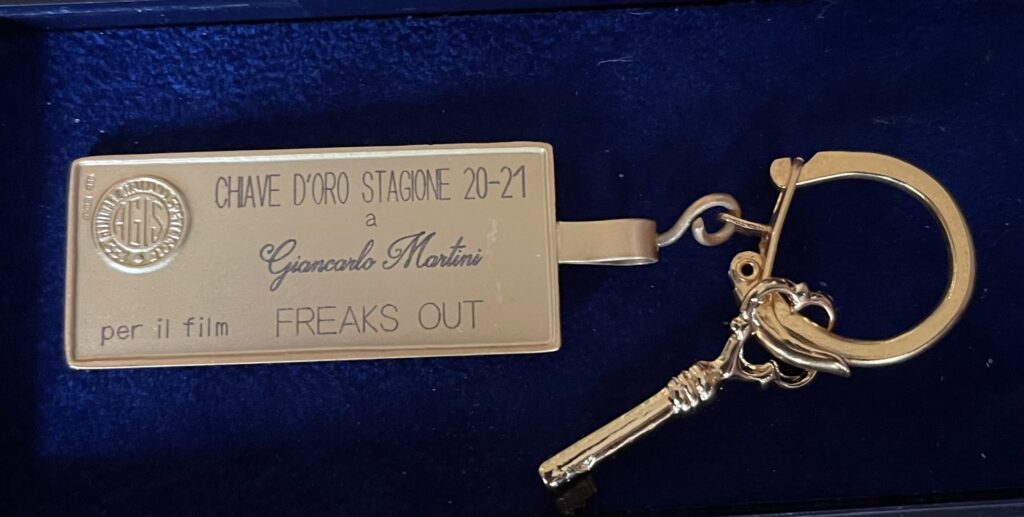 CHIAVE D'ORO STAGIONE 20-21
a
Giancarlo Martini
per il film FREAKS OUT
AGIS